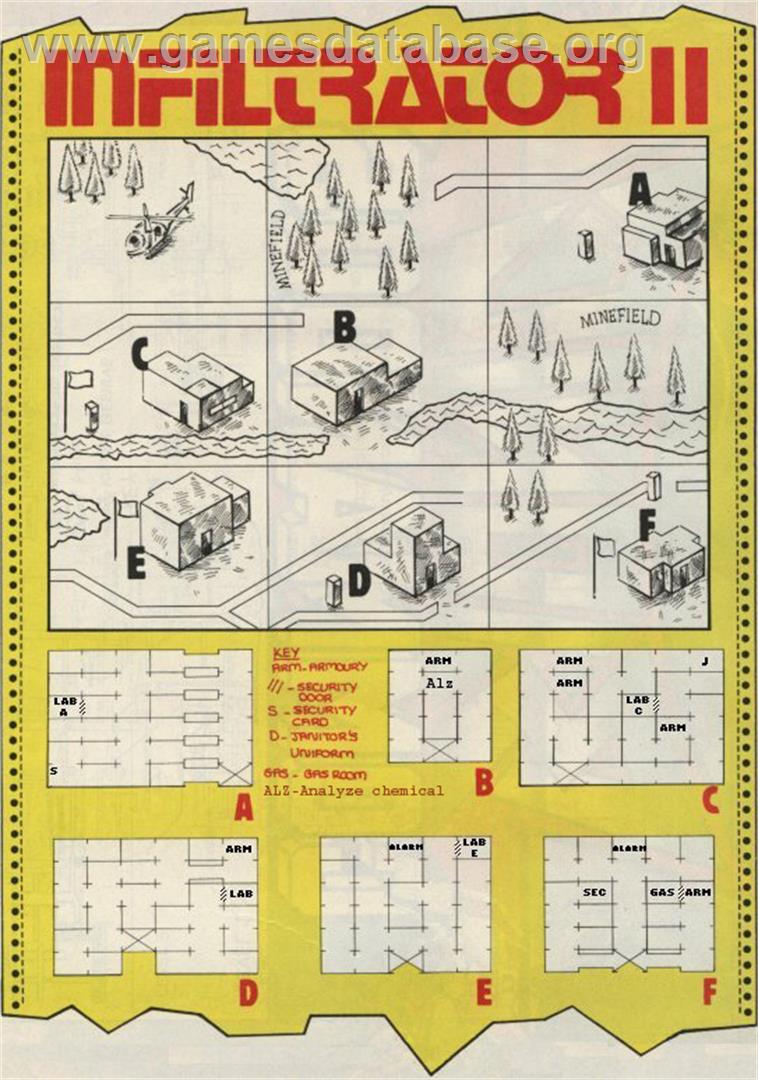 www.gamesdatabase.org
INFILTRATOR II
A
MINEFIELD
MINEFIELD
B
C
E
D
F
KEY
ARM-ARMOURY
/// - SECURITY
DOOR
S - SECURITY
CARD
D- JANITOR'S
UNIFORM
GAS - GAS ROOM
ALZ-Analyze chemical
LAB
A
S
A
ARM
Alz
B
ARM
J
ARM
LAB
C
ARM
C
ARM
LAB
D
ALARM
LAB
E
E
ALARM
SEC
GAS
ARM
F